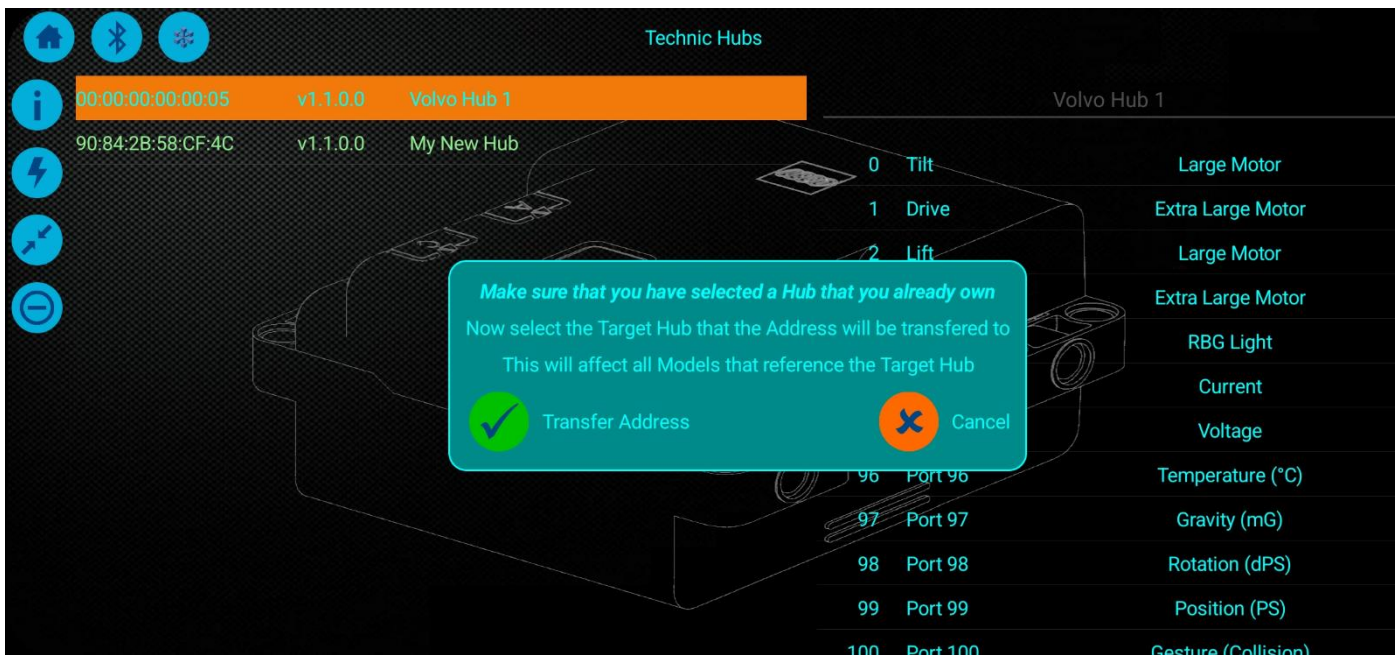 Technic Hubs
00:00:00:00:00:05 v1.1.0.0 Volvo Hub 1
90:84:2B:58:CF:4C v1.1.0.0 My New Hub
Volvo Hub 1
0 Tilt Large Motor
1 Drive Extra Large Motor
2 Lift Large Motor
Extra Large Motor
RBG Light
Current
Voltage
96 Port 96 Temperature (°C)
97 Port 97 Gravity (mG)
98 Port 98 Rotation (dPS)
99 Port 99 Position (PS)
100 Port 100 Gesture (Collision)
Make sure that you have selected a Hub that you already own
Now select the Target Hub that the Address will be transfered to
This will affect all Models that reference the Target Hub
Transfer Address Cancel